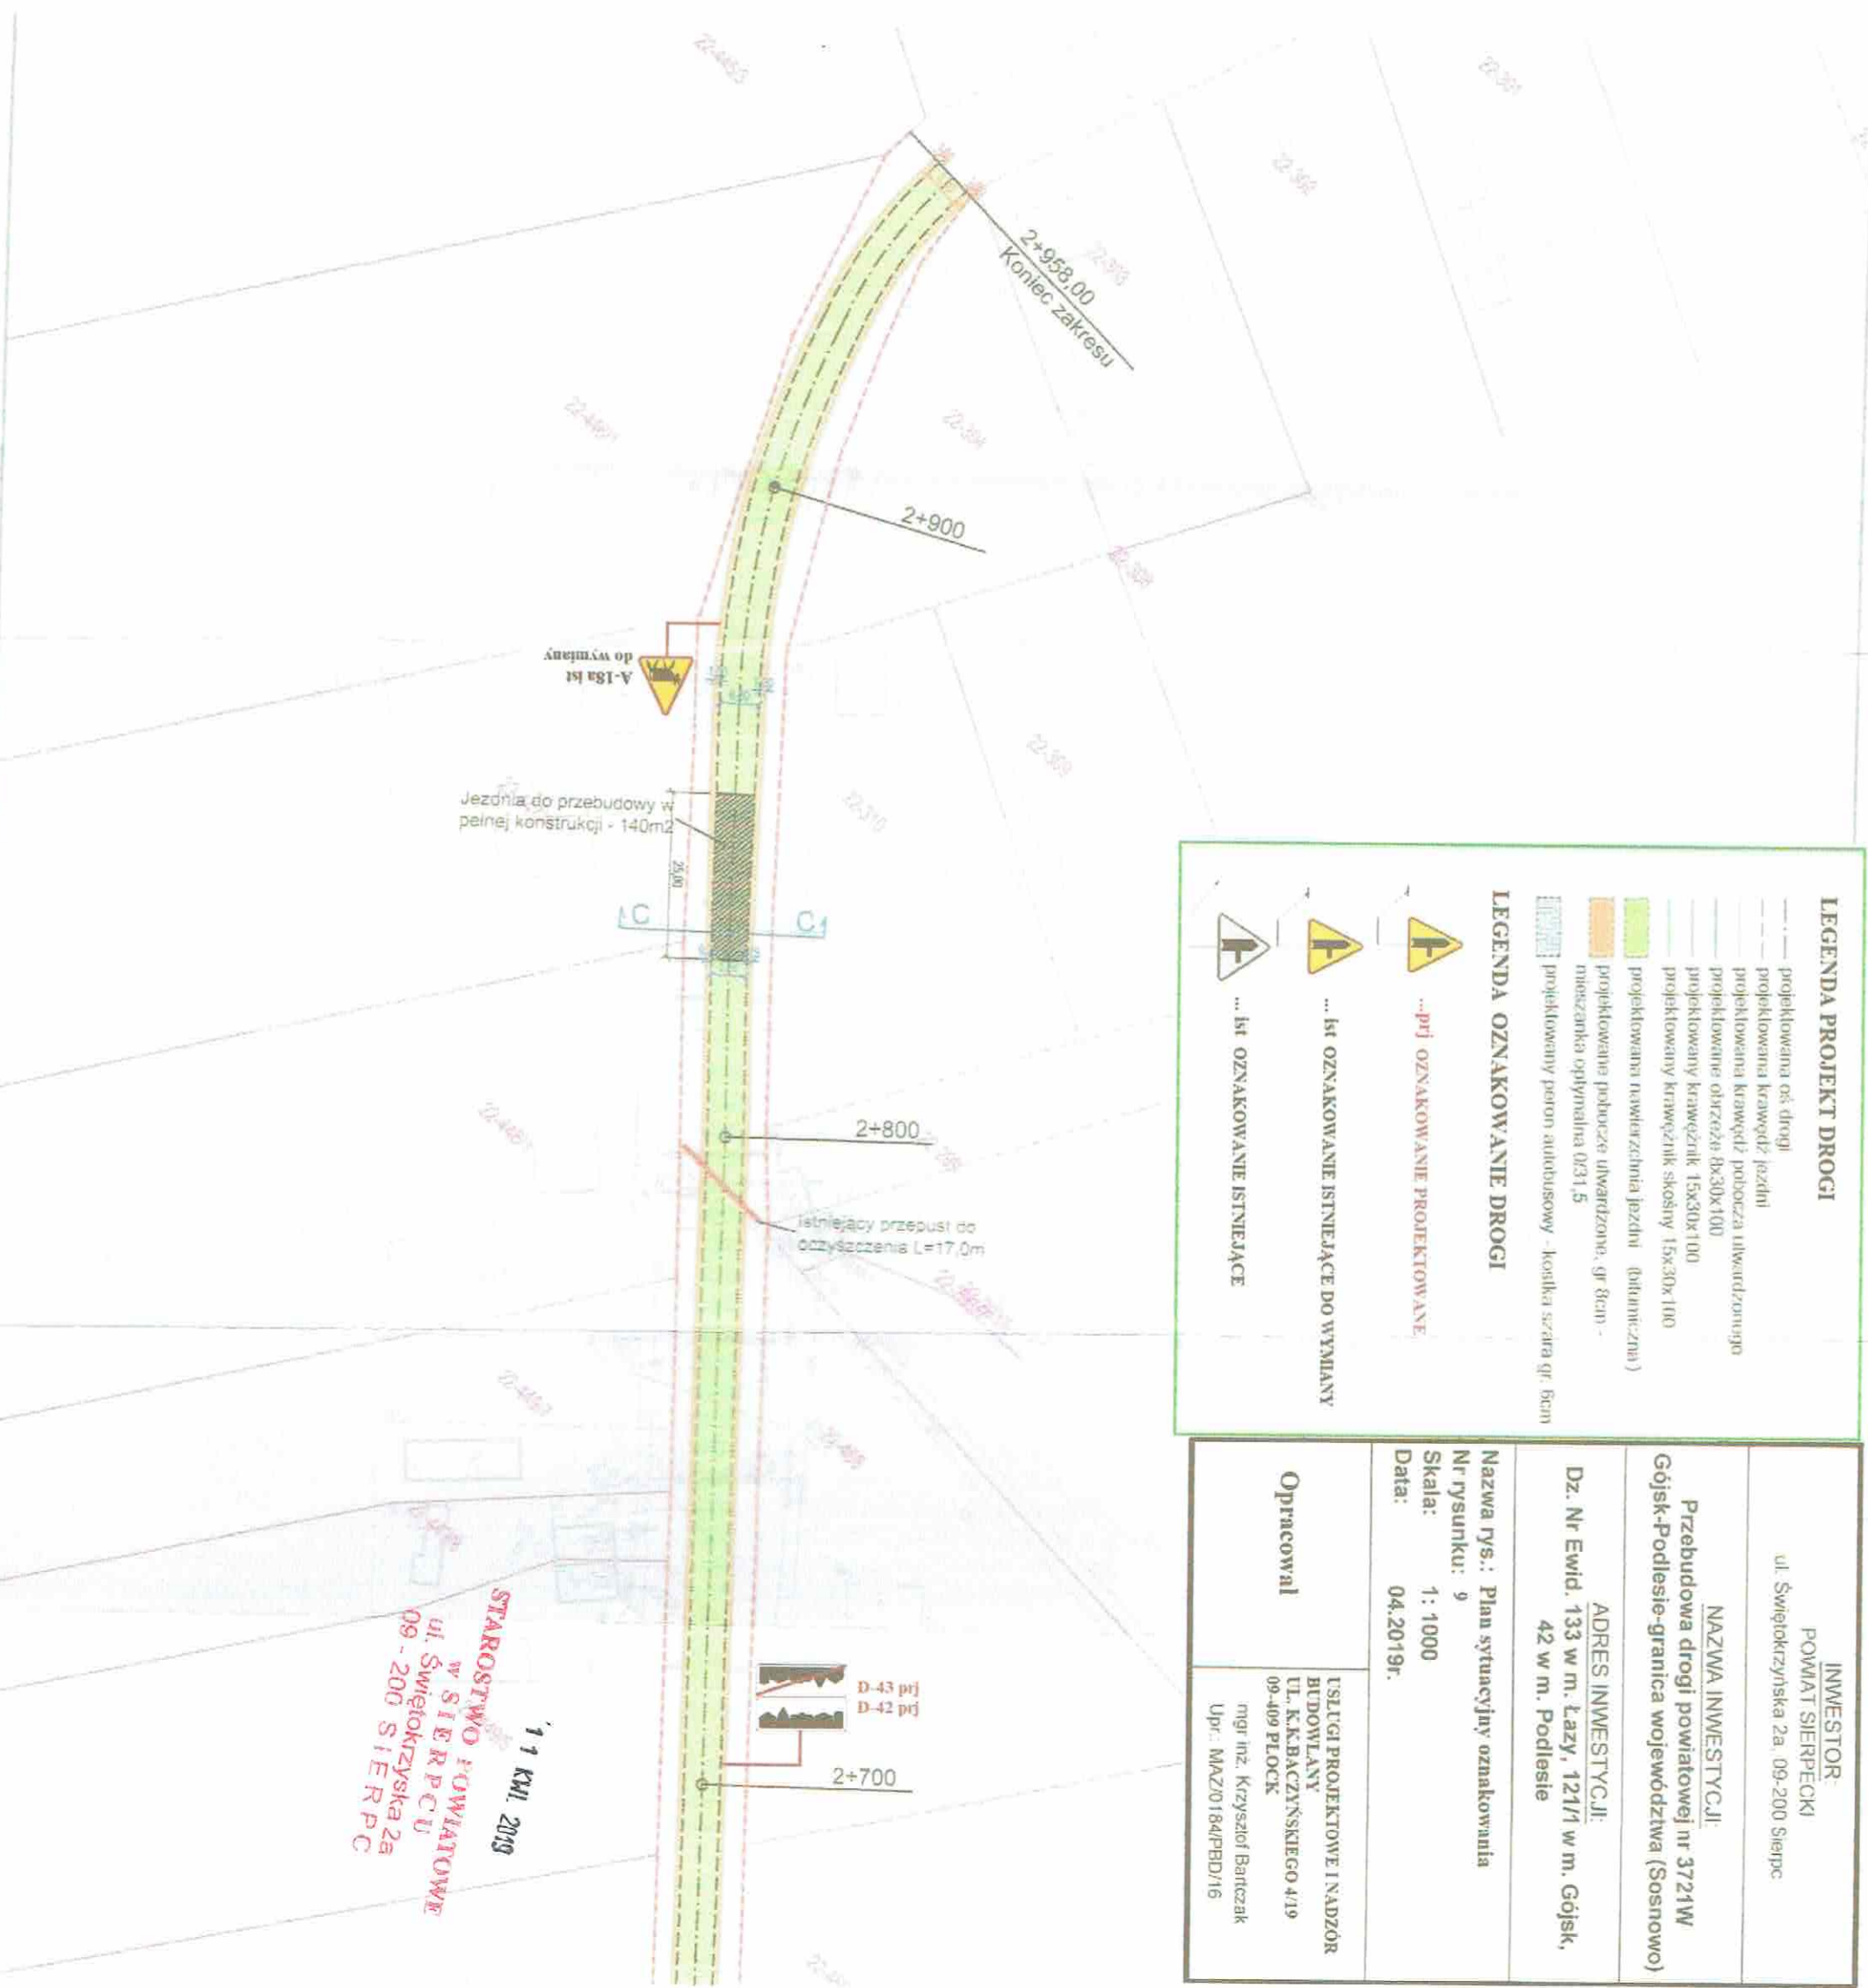 2+958,00
Koniec zakresu
2+900
A-18a ist
do wymiany
Jezdnia do przebudowy w
pełnej konstrukcji - 140m2
25,00
C
C
2+800
Istniejący przepust do
oczyszczenia L=17,0m
D-43 prj
D-42 prj
2+700
22-394
22-310
22-309
LEGENDA PROJEKT DROGI
projektowana oś drogi
projektowana krawędź jezdni
projektowana krawędź pobocza utwardzonego
projektowane obrzeże 8x30x100
projektowany krawężnik 15x30x100
projektowany krawężnik skośny 15x30x100
projektowana nawierzchnia jezdni (bitumiczna)
projektowane pobocze utwardzone, gr 8cm -
mieszanka optymalna 0/31,5
projektowany peron autobusowy - kostka szara gr. 6cm
LEGENDA OZNAKOWANIE DROGI
...prj OZNAKOWANIE PROJEKTOWANE
... ist OZNAKOWANIE ISTNIEJĄCE DO WYMIANY
... ist OZNAKOWANIE ISTNIEJĄCE
INWESTOR:
POWIAT SIERPECKI
ul. Świętokrzyńska 2a, 09-200 Sierpc
NAZWA INWESTYCJI:
Przebudowa drogi powiatowej nr 3721W
Gójsk-Podlesie-granica województwa (Sosnowo)
ADRES INWESTYCJI:
Dz. Nr Ewid. 133 w m. Łazy, 121/1 w m. Gójsk,
42 w m. Podlesie
Nazwa rys.: Plan sytuacyjny oznakowania
Nr rysunku: 9
Skala: 1: 1000
Data: 04.2019r.
Opracował
USŁUGI PROJEKTOWE I NADZÓR
BUDOWLANY
UL. K.K.BACZYŃSKIEGO 4/19
09-409 PŁOCK
mgr inż. Krzysztof Bartczak
Upr.: MAZ/0184/PBD/16
11 KWI. 2019
STAROSTWO POWIATOWE
w SIERPCU
ul. Świętokrzyska 2a
09 - 200 SIERPC